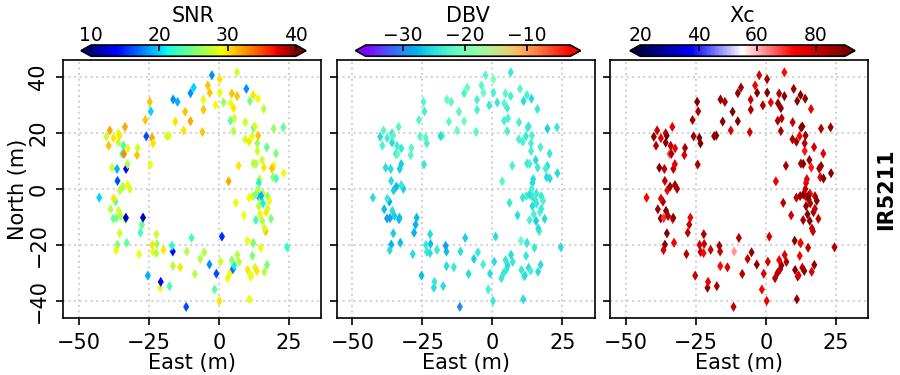 SNR DBV Xc
10 20 30 40 −30 −20 −10 20 40 60 80
40
20
0
−20
−40
North (m)
IR5211
−50 −25 0 25 −50 −25 0 25 −50 −25 0 25
East (m) East (m) East (m)